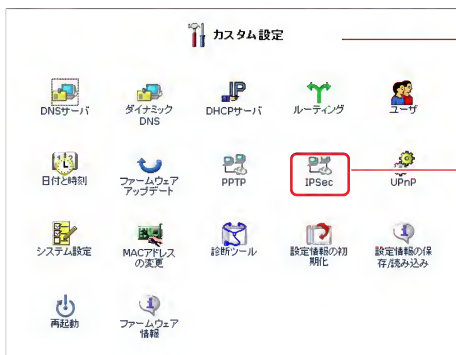 カスタム設定
DNSサーバ
ダイナミック
DNS
DHCPサーバ
ルーティング
ユーザ
日付と時刻
ファームウェア
アップデート
PPTP
IPSec
UPnP
システム設定
MACアドレス
の変更
診断ツール
設定情報の初
期化
設定情報の保
存/読み込み
再起動
ファームウェア
情報